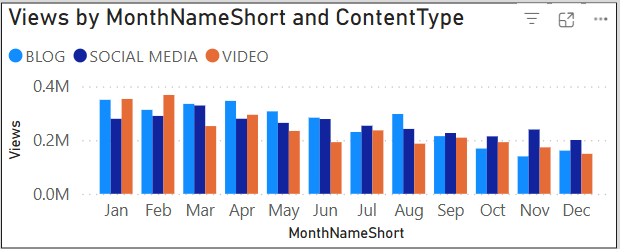 Views by MonthNameShort and ContentType
BLOG SOCIAL MEDIA VIDEO
0.4M
0.2M
0.0M
Views
Jan Feb Mar Apr May Jun Jul Aug Sep Oct Nov Dec
MonthNameShort